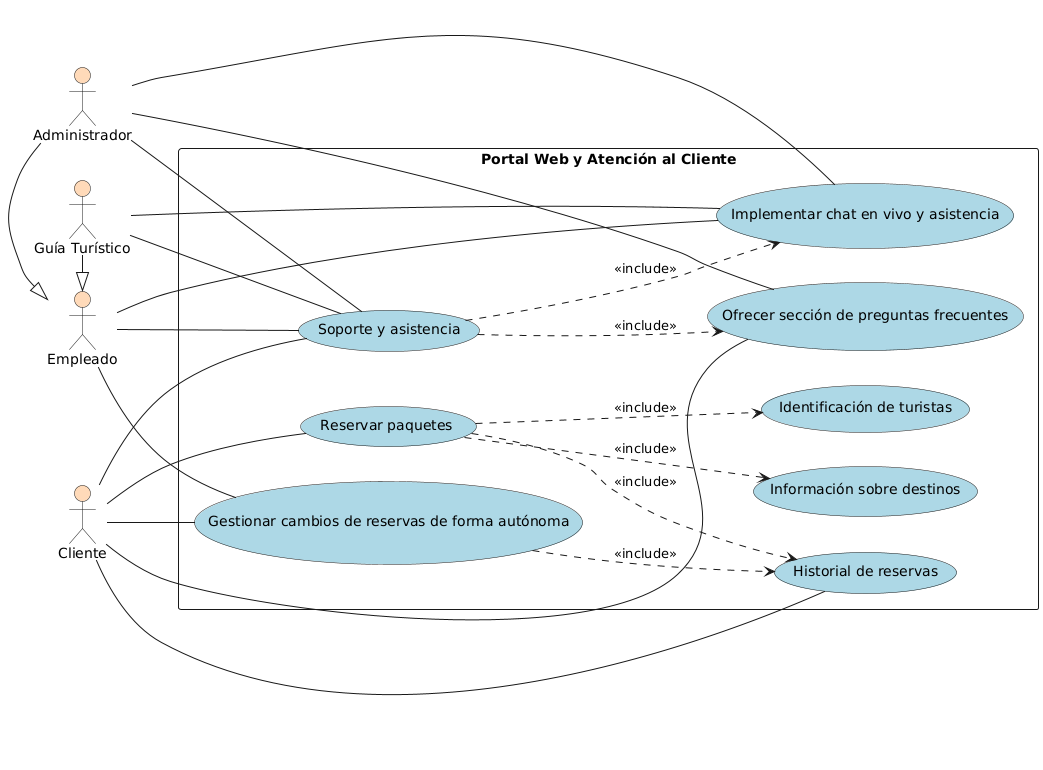 Administrador
Portal Web y Atención al Cliente
Implementar chat en vivo y asistencia
Guía Turístico
«include»
Ofrecer sección de preguntas frecuentes
«include»
Soporte y asistencia
Empleado
«include»
Identificación de turistas
Reservar paquetes
«include»
«include»
Información sobre destinos
Gestionar cambios de reservas de forma autónoma
Cliente
«include»
Historial de reservas